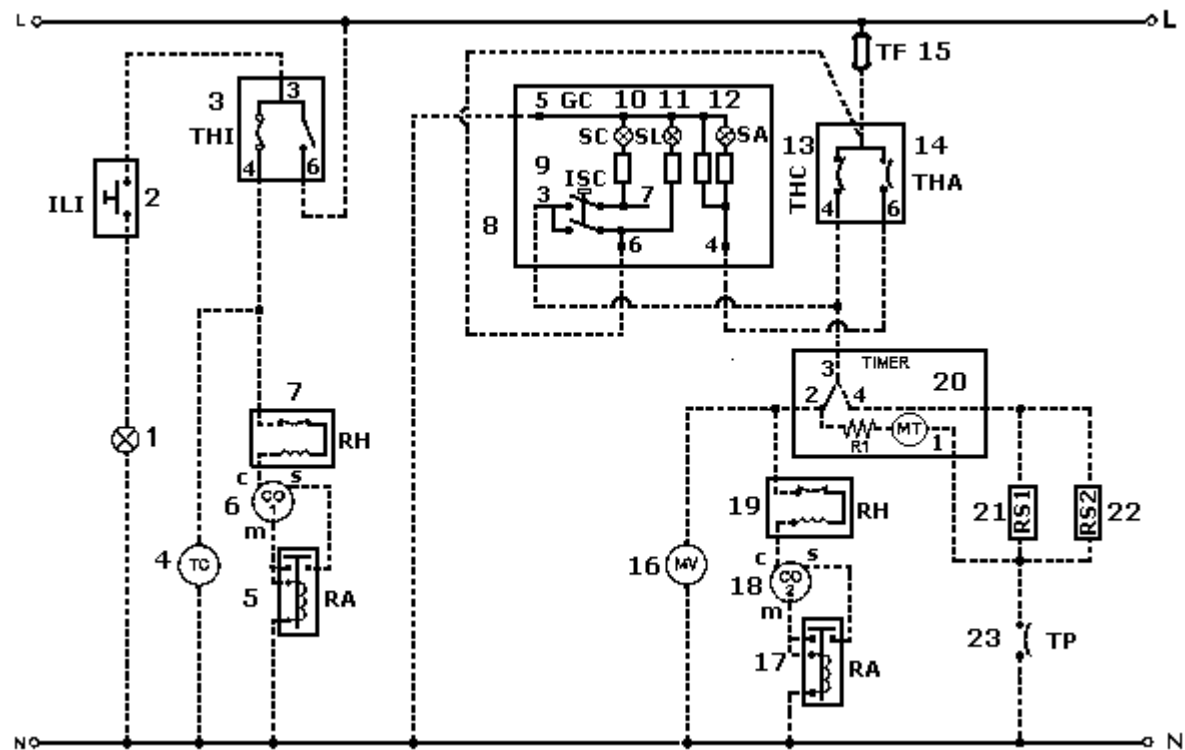 L L
TF 15
3 3
THI
4 6
5 GC 10 11 12
SC SL SA
9 ISC
3 7
8 6 4
13 14
THC THA
4 6
ILI 2
7
RH
1
c s
6 CO 1
m
4 TC
5 RA
TIMER
3 20
2 4
R1 MT 1
19 RH
21 RS1 RS2 22
16 MV
c s
18 CO 2
m
17 RA
23 TP
N N